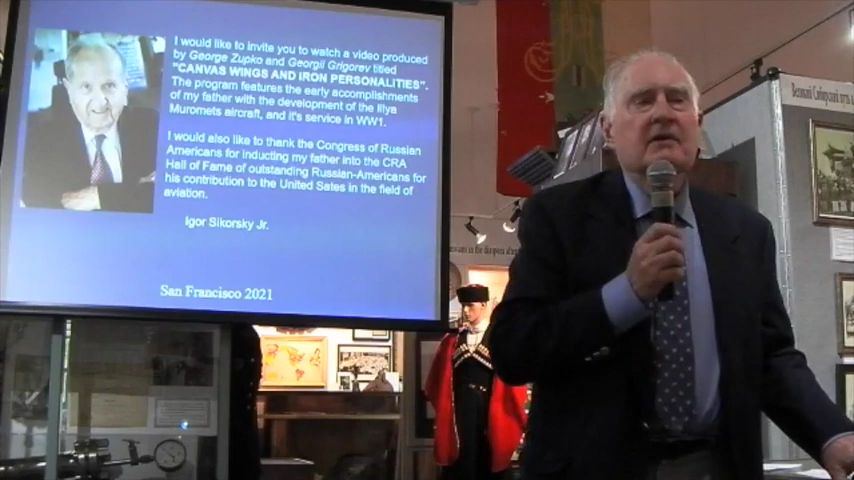 I would like to invite you to watch a video produced
by George Zupko and Georgii Grigorev titled
"CANVAS WINGS AND IRON PERSONALITIES".
The program features the early accomplishments
of my father with the development of the Illya
Muromets aircraft, and it's service in WW1.
I would also like to thank the Congress of Russian
Americans for inducting my father into the CRA
Hall of Fame of outstanding Russian-Americans for
his contribution to the United Satets in the field of
aviation.
Igor Sikorsky Jr.
San Francisco 2021